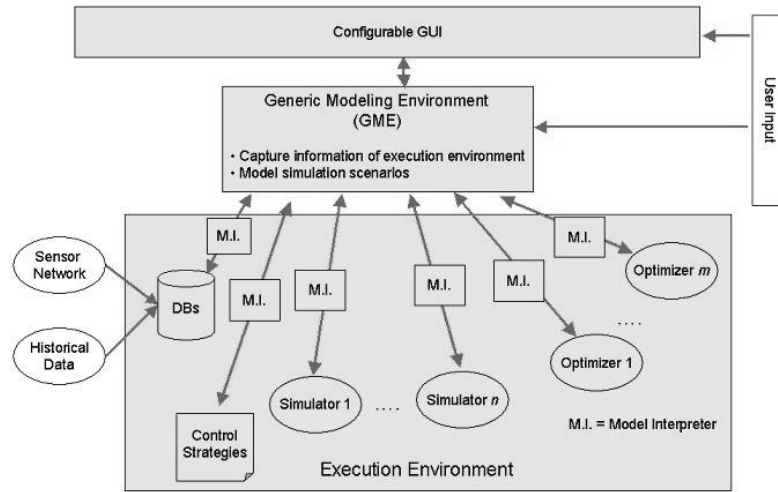 Configurable GUI
User Input
Generic Modeling Environment
(GME)
• Capture information of execution environment
• Model simulation scenarios
M.I.
M.I.
M.I.
M.I.
M.I.
M.I.
Sensor
Network
Historical
Data
DBs
Optimizer m
....
Optimizer 1
Simulator 1
....
Simulator n
Control
Strategies
M.I. = Model Interpreter
Execution Environment